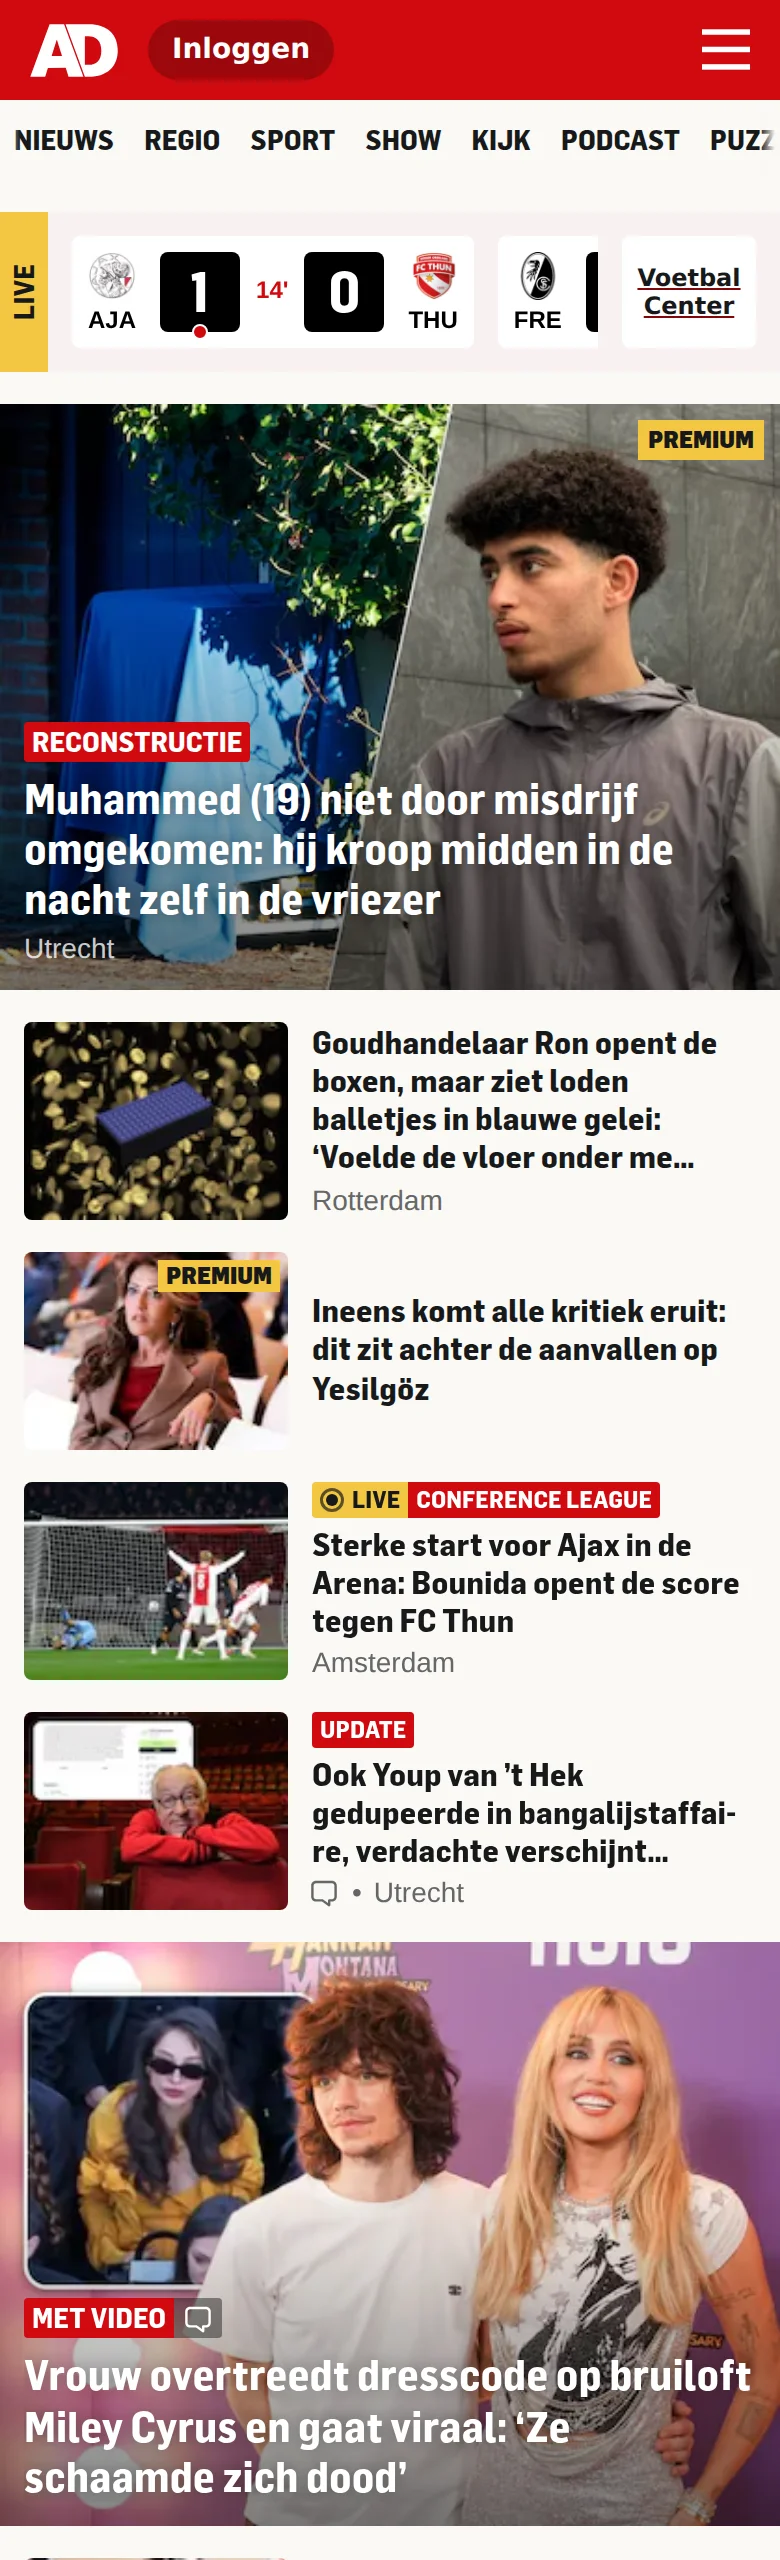 AD Inloggen
NIEUWS REGIO SPORT SHOW KIJK PODCAST PUZZ
LIVE
AJA 1 14' 0 FC THUN THU
FRE
Voetbal
Center
PREMIUM
RECONSTRUCTIE
Muhammed (19) niet door misdrijf
omgekomen: hij kroop midden in de
nacht zelf in de vriezer
Utrecht
Goudhandelaar Ron opent de
boxen, maar ziet loden
balletjes in blauwe gelei:
‘Voelde de vloer onder me...
Rotterdam
PREMIUM
Ineens komt alle kritiek eruit:
dit zit achter de aanvallen op
Yesilgöz
LIVE CONFERENCE LEAGUE
Sterke start voor Ajax in de
Arena: Bounida opent de score
tegen FC Thun
Amsterdam
8
UPDATE
Ook Youp van ’t Hek
gedupeerde in bangalijstaffai-
re, verdachte verschijnt...
• Utrecht
HANNAH
MONTANA
hulu
MET VIDEO
Vrouw overtreedt dresscode op bruiloft
Miley Cyrus en gaat viraal: ‘Ze
schaamde zich dood’